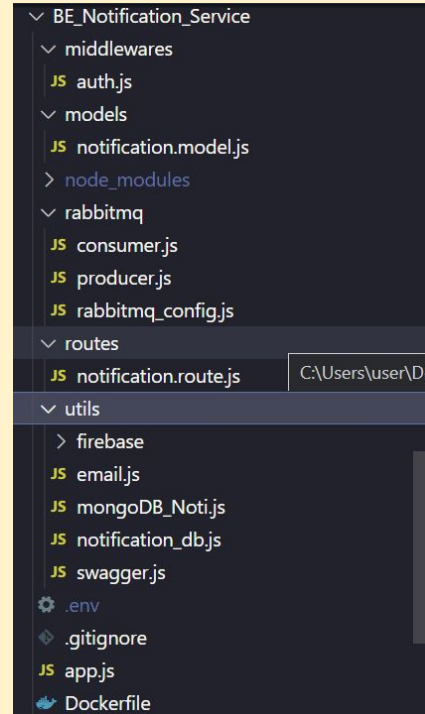 BE_Notification_Service
middlewares
JS auth.js
models
JS notification.model.js
node_modules
rabbitmq
JS consumer.js
JS producer.js
JS rabbitmq_config.js
routes
JS notification.route.js
C:\Users\user\D
utils
firebase
JS email.js
JS mongoDB_Noti.js
JS notification_db.js
JS swagger.js
.env
.gitignore
JS app.js
Dockerfile